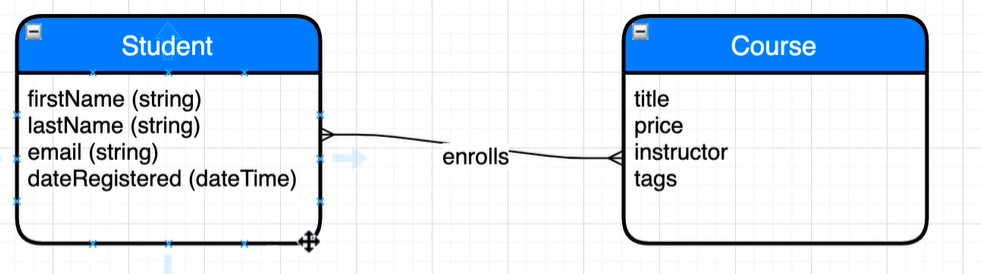 Student
firstName (string)
lastName (string)
email (string)
dateRegistered (dateTime)
enrolls
Course
title
price
instructor
tags